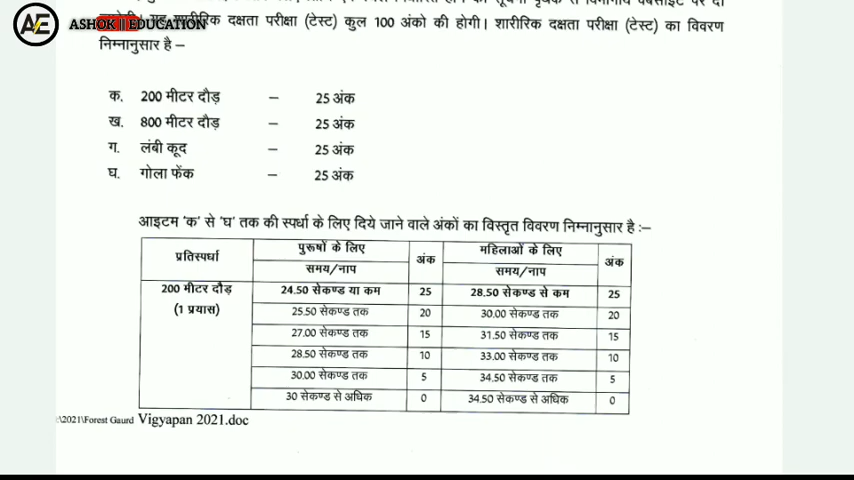 AE ASHOK EDUCATION
शारीरिक दक्षता परीक्षा (टेस्ट) कुल 100 अंको की होगी। शारीरिक दक्षता परीक्षा (टेस्ट) का विवरण
निम्नानुसार है –
क. 200 मीटर दौड़ – 25 अंक
ख. 800 मीटर दौड़ – 25 अंक
ग. लंबी कूद – 25 अंक
घ. गोला फेंक – 25 अंक
आइटम 'क' से 'घ' तक की स्पर्धा के लिए दिये जाने वाले अंकों का विस्तृत विवरण निम्नानुसार है :–
प्रतिस्पर्धा पुरूषों के लिए अंक महिलाओं के लिए अंक
समय/नाप समय/नाप
200 मीटर दौड़ 24.50 सेकण्ड या कम 25 28.50 सेकण्ड से कम 25
(1 प्रयास) 25.50 सेकण्ड तक 20 30.00 सेकण्ड तक 20
27.00 सेकण्ड तक 15 31.50 सेकण्ड तक 15
28.50 सेकण्ड तक 10 33.00 सेकण्ड तक 10
30.00 सेकण्ड तक 5 34.50 सेकण्ड तक 5
30 सेकण्ड से अधिक 0 34.50 सेकण्ड से अधिक 0
:\2021\Forest Gaurd Vigyapan 2021.doc